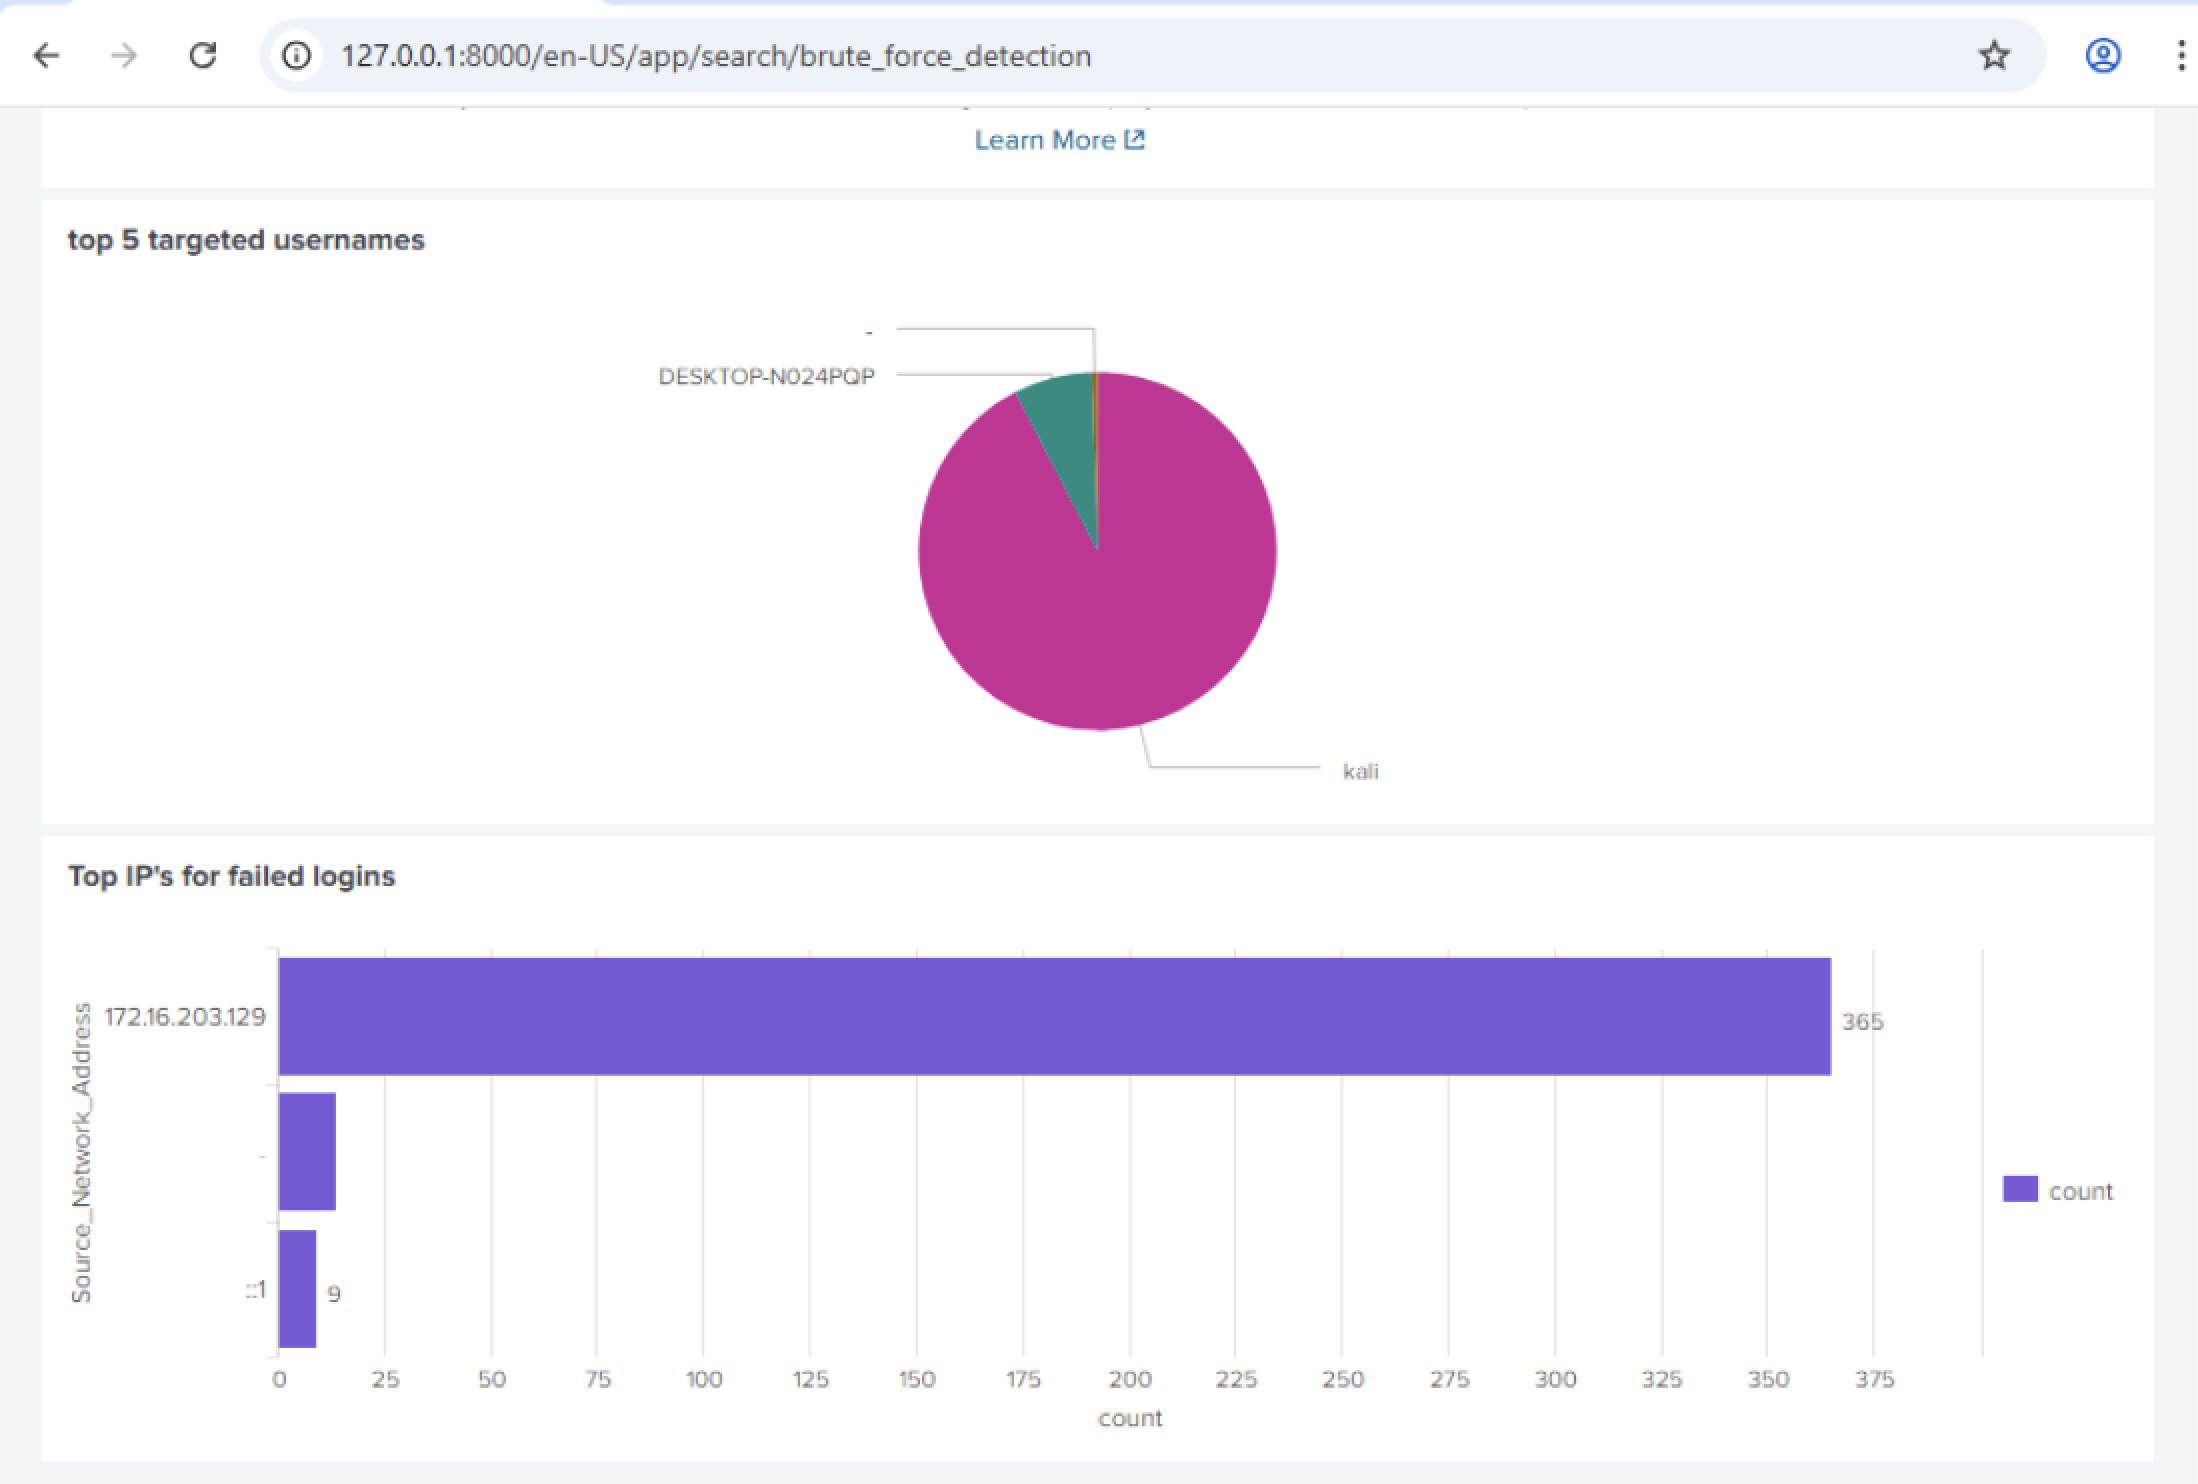 127.0.0.1:8000/en-US/app/search/brute_force_detection
Learn More
top 5 targeted usernames
-
DESKTOP-N024PQP
kali
Top IP's for failed logins
Source_Network_Address
172.16.203.129
365
-
::1
9
count
0 25 50 75 100 125 150 175 200 225 250 275 300 325 350 375
count